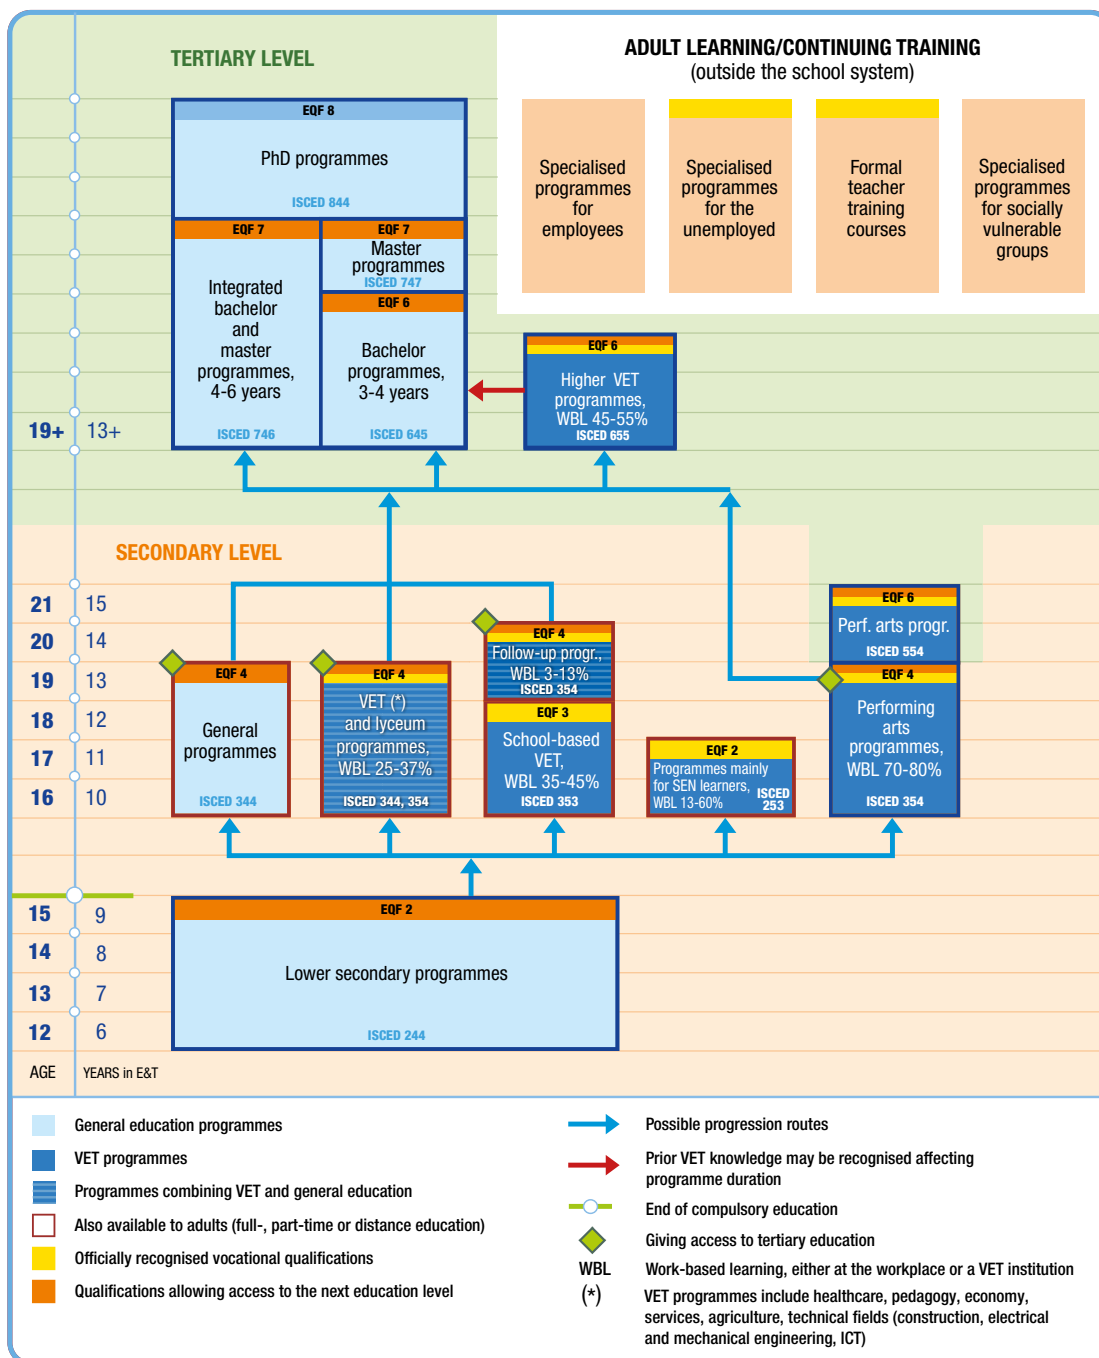 TERTIARY LEVEL
ADULT LEARNING/CONTINUING TRAINING
(outside the school system)
Specialised
programmes
for
employees
Specialised
programmes
for the
unemployed
Formal
teacher
training
courses
Specialised
programmes
for socially
vulnerable
groups
EQF 8
PhD programmes
ISCED 844
EQF 7
Integrated
bachelor
and
master
programmes,
4-6 years
ISCED 746
EQF 7
Master
programmes
ISCED 747
EQF 6
Bachelor
programmes,
3-4 years
ISCED 645
EQF 6
Higher VET
programmes,
WBL 45-55%
ISCED 655
19+ 13+
SECONDARY LEVEL
21 15
20 14
19 13
18 12
17 11
16 10
EQF 4
General
programmes
ISCED 344
EQF 4
VET (*)
and lyceum
programmes,
WBL 25-37%
ISCED 344, 354
EQF 4
Follow-up progr.,
WBL 3-13%
ISCED 354
EQF 3
School-based
VET,
WBL 35-45%
ISCED 353
EQF 2
Programmes mainly
for SEN learners,
WBL 13-60%
ISCED
253
EQF 6
Perf. arts progr.
ISCED 554
EQF 4
Performing
arts
programmes,
WBL 70-80%
ISCED 354
15 9
14 8
13 7
12 6
EQF 2
Lower secondary programmes
ISCED 244
AGE YEARS in E&T
General education programmes
VET programmes
Programmes combining VET and general education
Also available to adults (full-, part-time or distance education)
Officially recognised vocational qualifications
Qualifications allowing access to the next education level
Possible progression routes
Prior VET knowledge may be recognised affecting
programme duration
End of compulsory education
Giving access to tertiary education
WBL Work-based learning, either at the workplace or a VET institution
(*) VET programmes include healthcare, pedagogy, economy,
services, agriculture, technical fields (construction, electrical
and mechanical engineering, ICT)